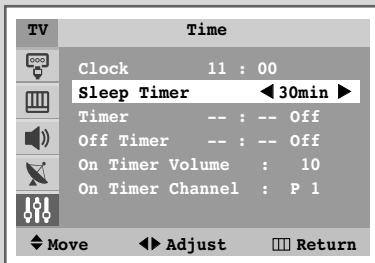 TV Time
Clock 11 : 00
Sleep Timer ◀ 30min ▶
Timer -- : -- Off
Off Timer -- : -- Off
On Timer Volume : 10
On Timer Channel : P 1
Move Adjust Return